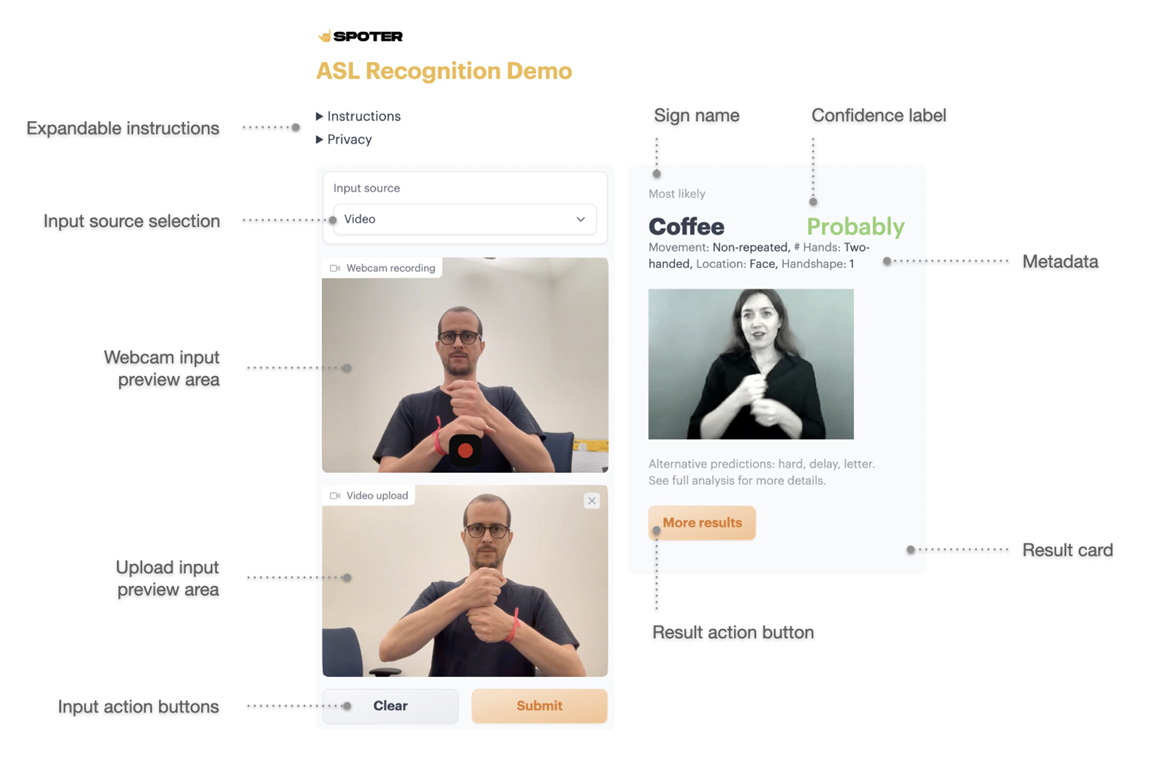 SPOTER
ASL Recognition Demo
Expandable instructions
Instructions
Privacy
Input source selection
Input source
Video
Webcam recording
Webcam input
preview area
Video upload
Upload input
preview area
Input action buttons
Clear
Submit
Sign name
Confidence label
Most likely
Coffee
Probably
Movement: Non-repeated, # Hands: Two-
handed, Location: Face, Handshape: 1
Metadata
Alternative predictions: hard, delay, letter.
See full analysis for more details.
More results
Result card
Result action button